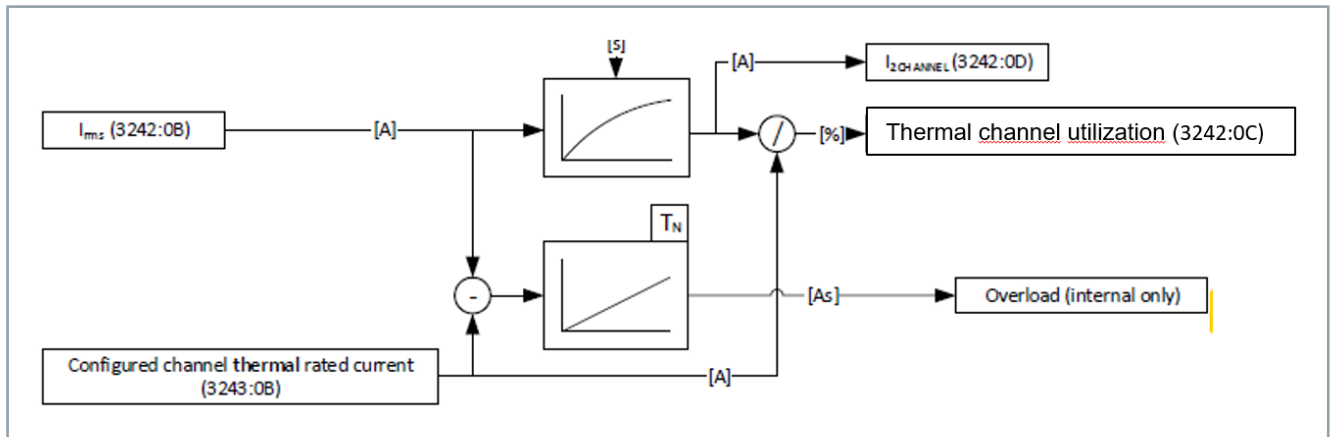 [S]
[A]
I2CHANNEL (3242:0D)
Irms (3242:0B)
[A]
/
[%]
Thermal channel utilization (3242:0C)
TN
-
[As]
Overload (internal only)
Configured channel thermal rated current
(3243:0B)
[A]